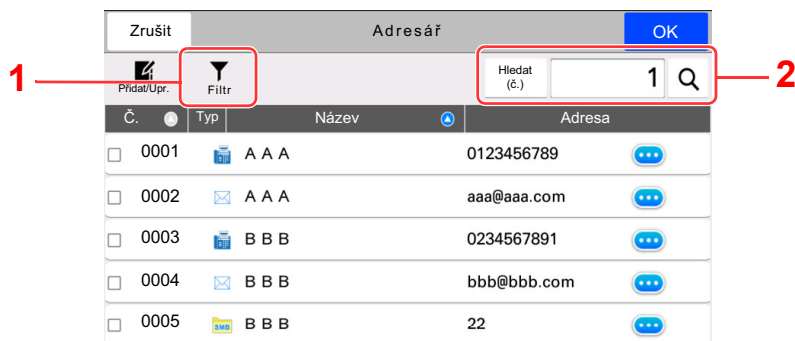 Zrušit Adresář OK
1 Přidat/Upr. Filtr Hledat (č.) 1 2
Č. Typ Název Adresa
0001 A A A 0123456789
0002 A A A aaa@aaa.com
0003 B B B 0234567891
0004 B B B bbb@bbb.com
0005 SMB B B B 22